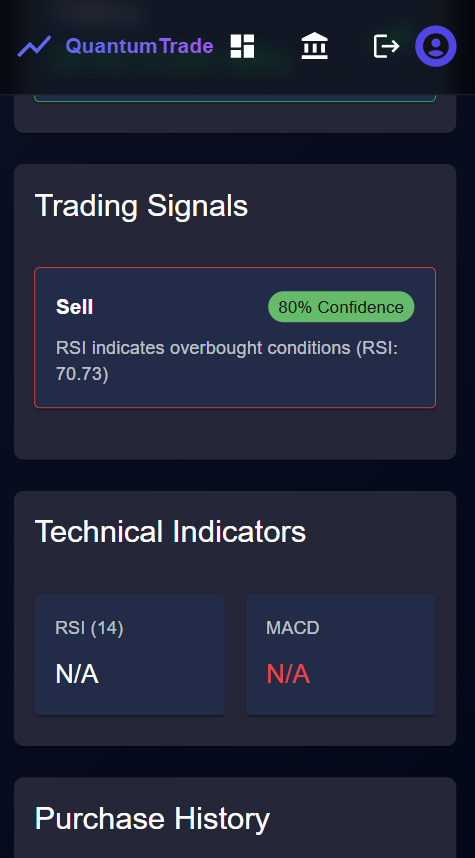 QuantumTrade
Trading Signals
Sell
80% Confidence
RSI indicates overbought conditions (RSI:
70.73)
Technical Indicators
RSI (14)
MACD
N/A
N/A
Purchase History